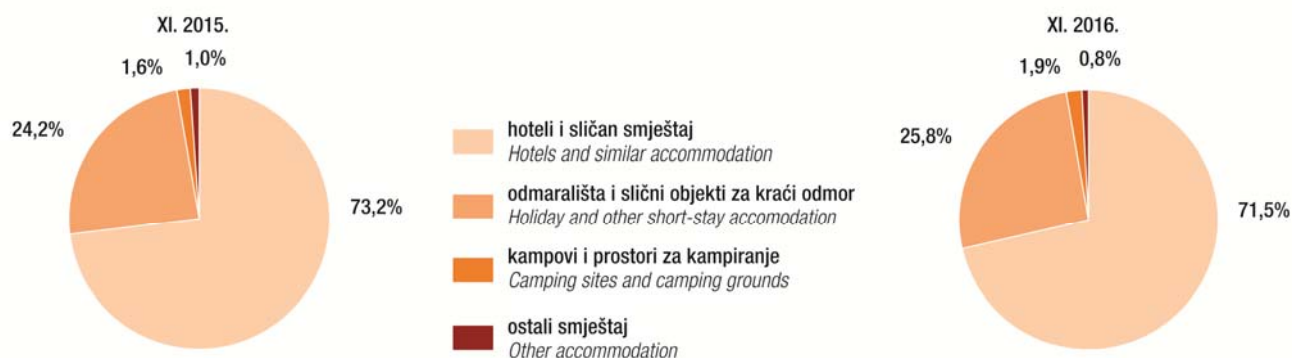 XI. 2015.
1,6%
1,0%
24,2%
73,2%
hoteli i sličan smještaj
Hotels and similar accommodation
odmarališta i slični objekti za kraći odmor
Holiday and other short-stay accomodation
kampovi i prostori za kampiranje
Camping sites and camping grounds
ostali smještaj
Other accommodation
XI. 2016.
1,9%
0,8%
25,8%
71,5%